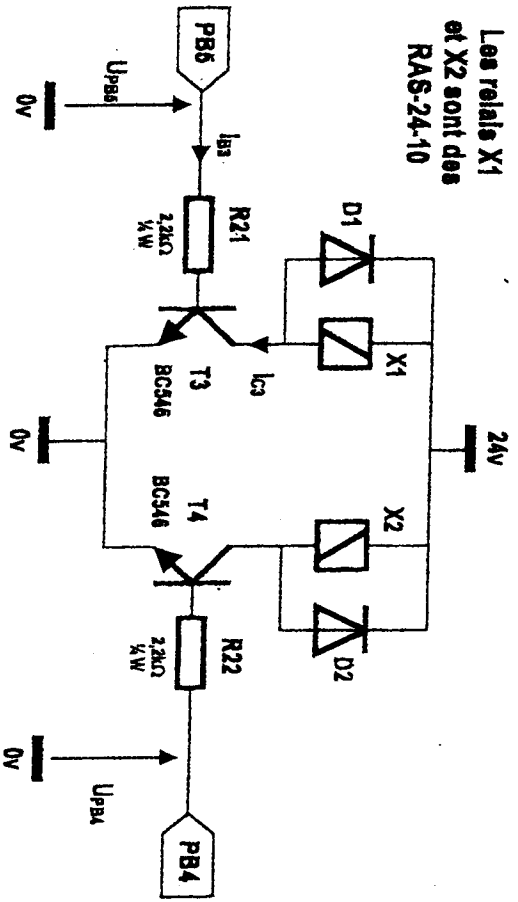 Les relais X1
et X2 sont des
RAS-24-10
24v
D1
X1
X2
D2
PB5
IB3
R21
2,2kΩ
¼W
IC3
T3
BC546
T4
BC546
R22
2,2kΩ
¼W
PB4
UPB5
0v
0v
UPB4
0v